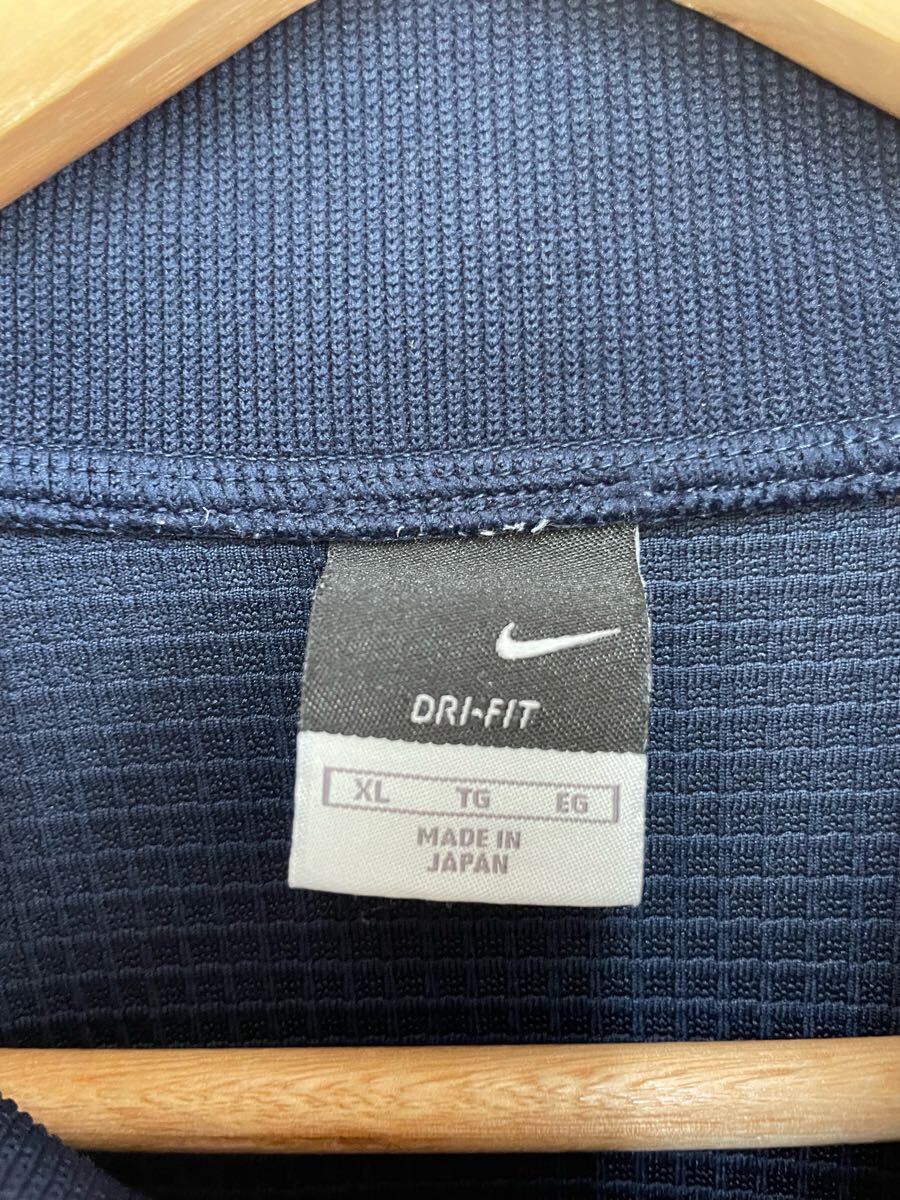 DRI-FIT
XL TG EG
MADE IN
JAPAN